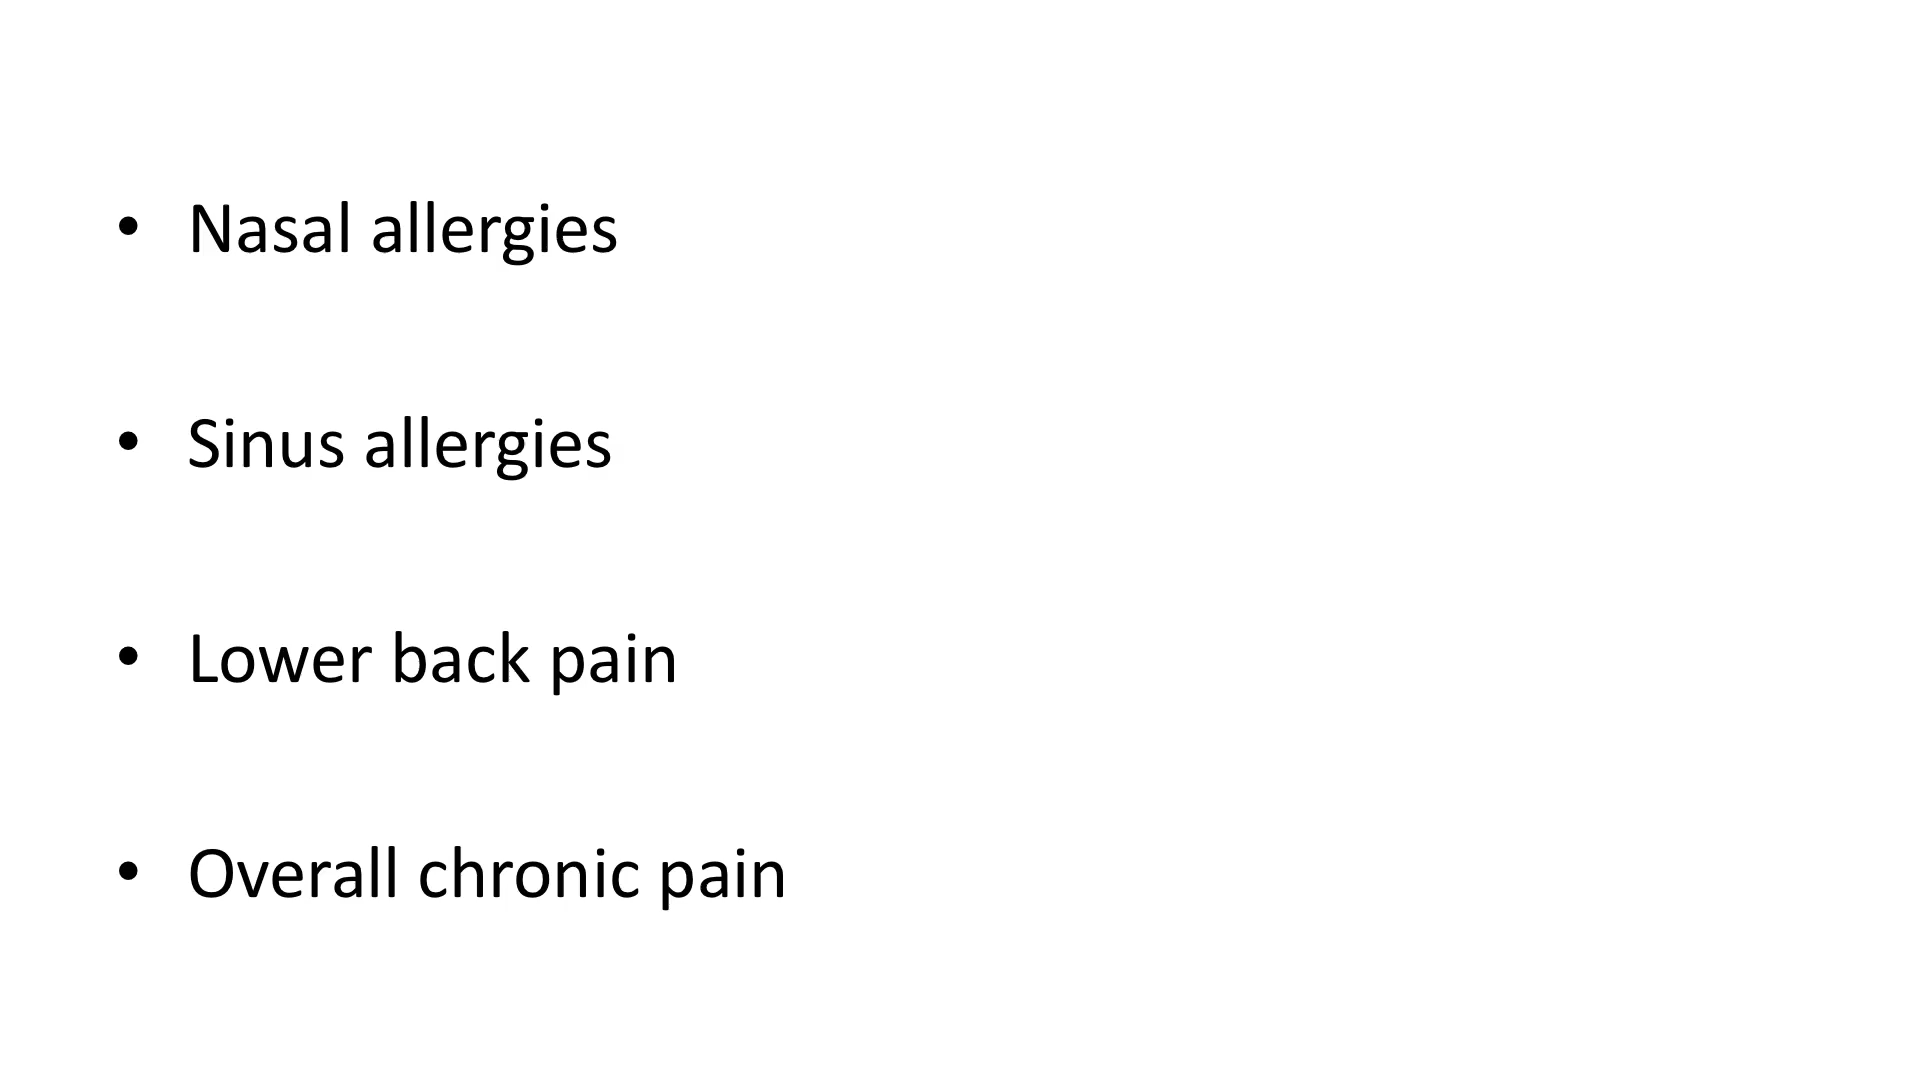 • Nasal allergies
• Sinus allergies
• Lower back pain
• Overall chronic pain